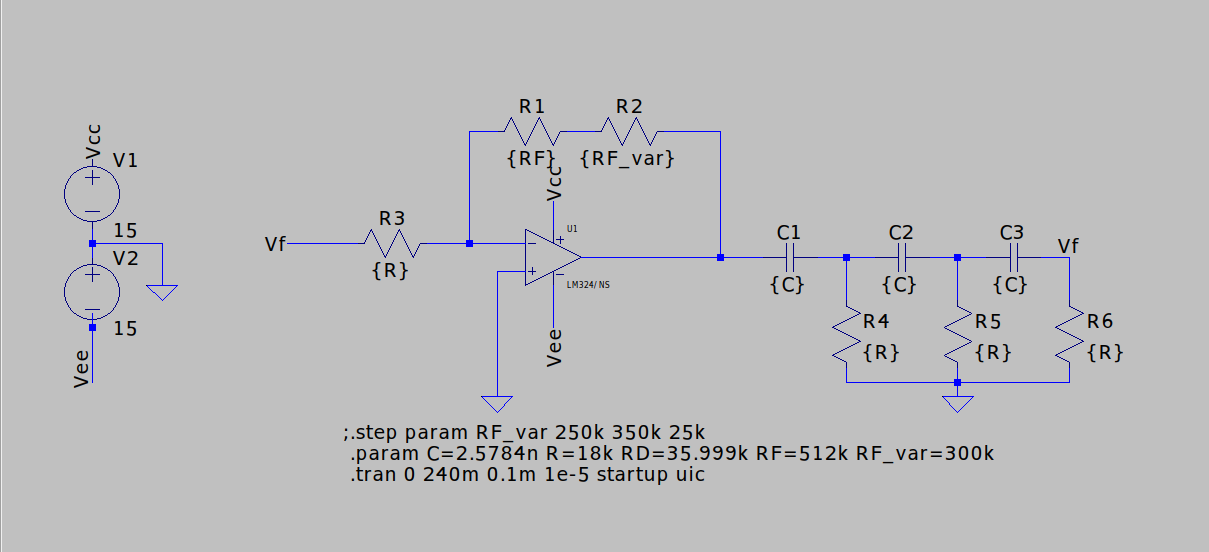 Vcc
V1
15
V2
15
Vee
Vf
R3
{R}
R1
{RF}
R2
{RF_var}
Vcc
U1
LM324/NS
Vee
C1
{C}
C2
{C}
C3
{C}
Vf
R4
{R}
R5
{R}
R6
{R}
;.step param RF_var 250k 350k 25k
.param C=2.5784n R=18k RD=35.999k RF=512k RF_var=300k
.tran 0 240m 0.1m 1e-5 startup uic